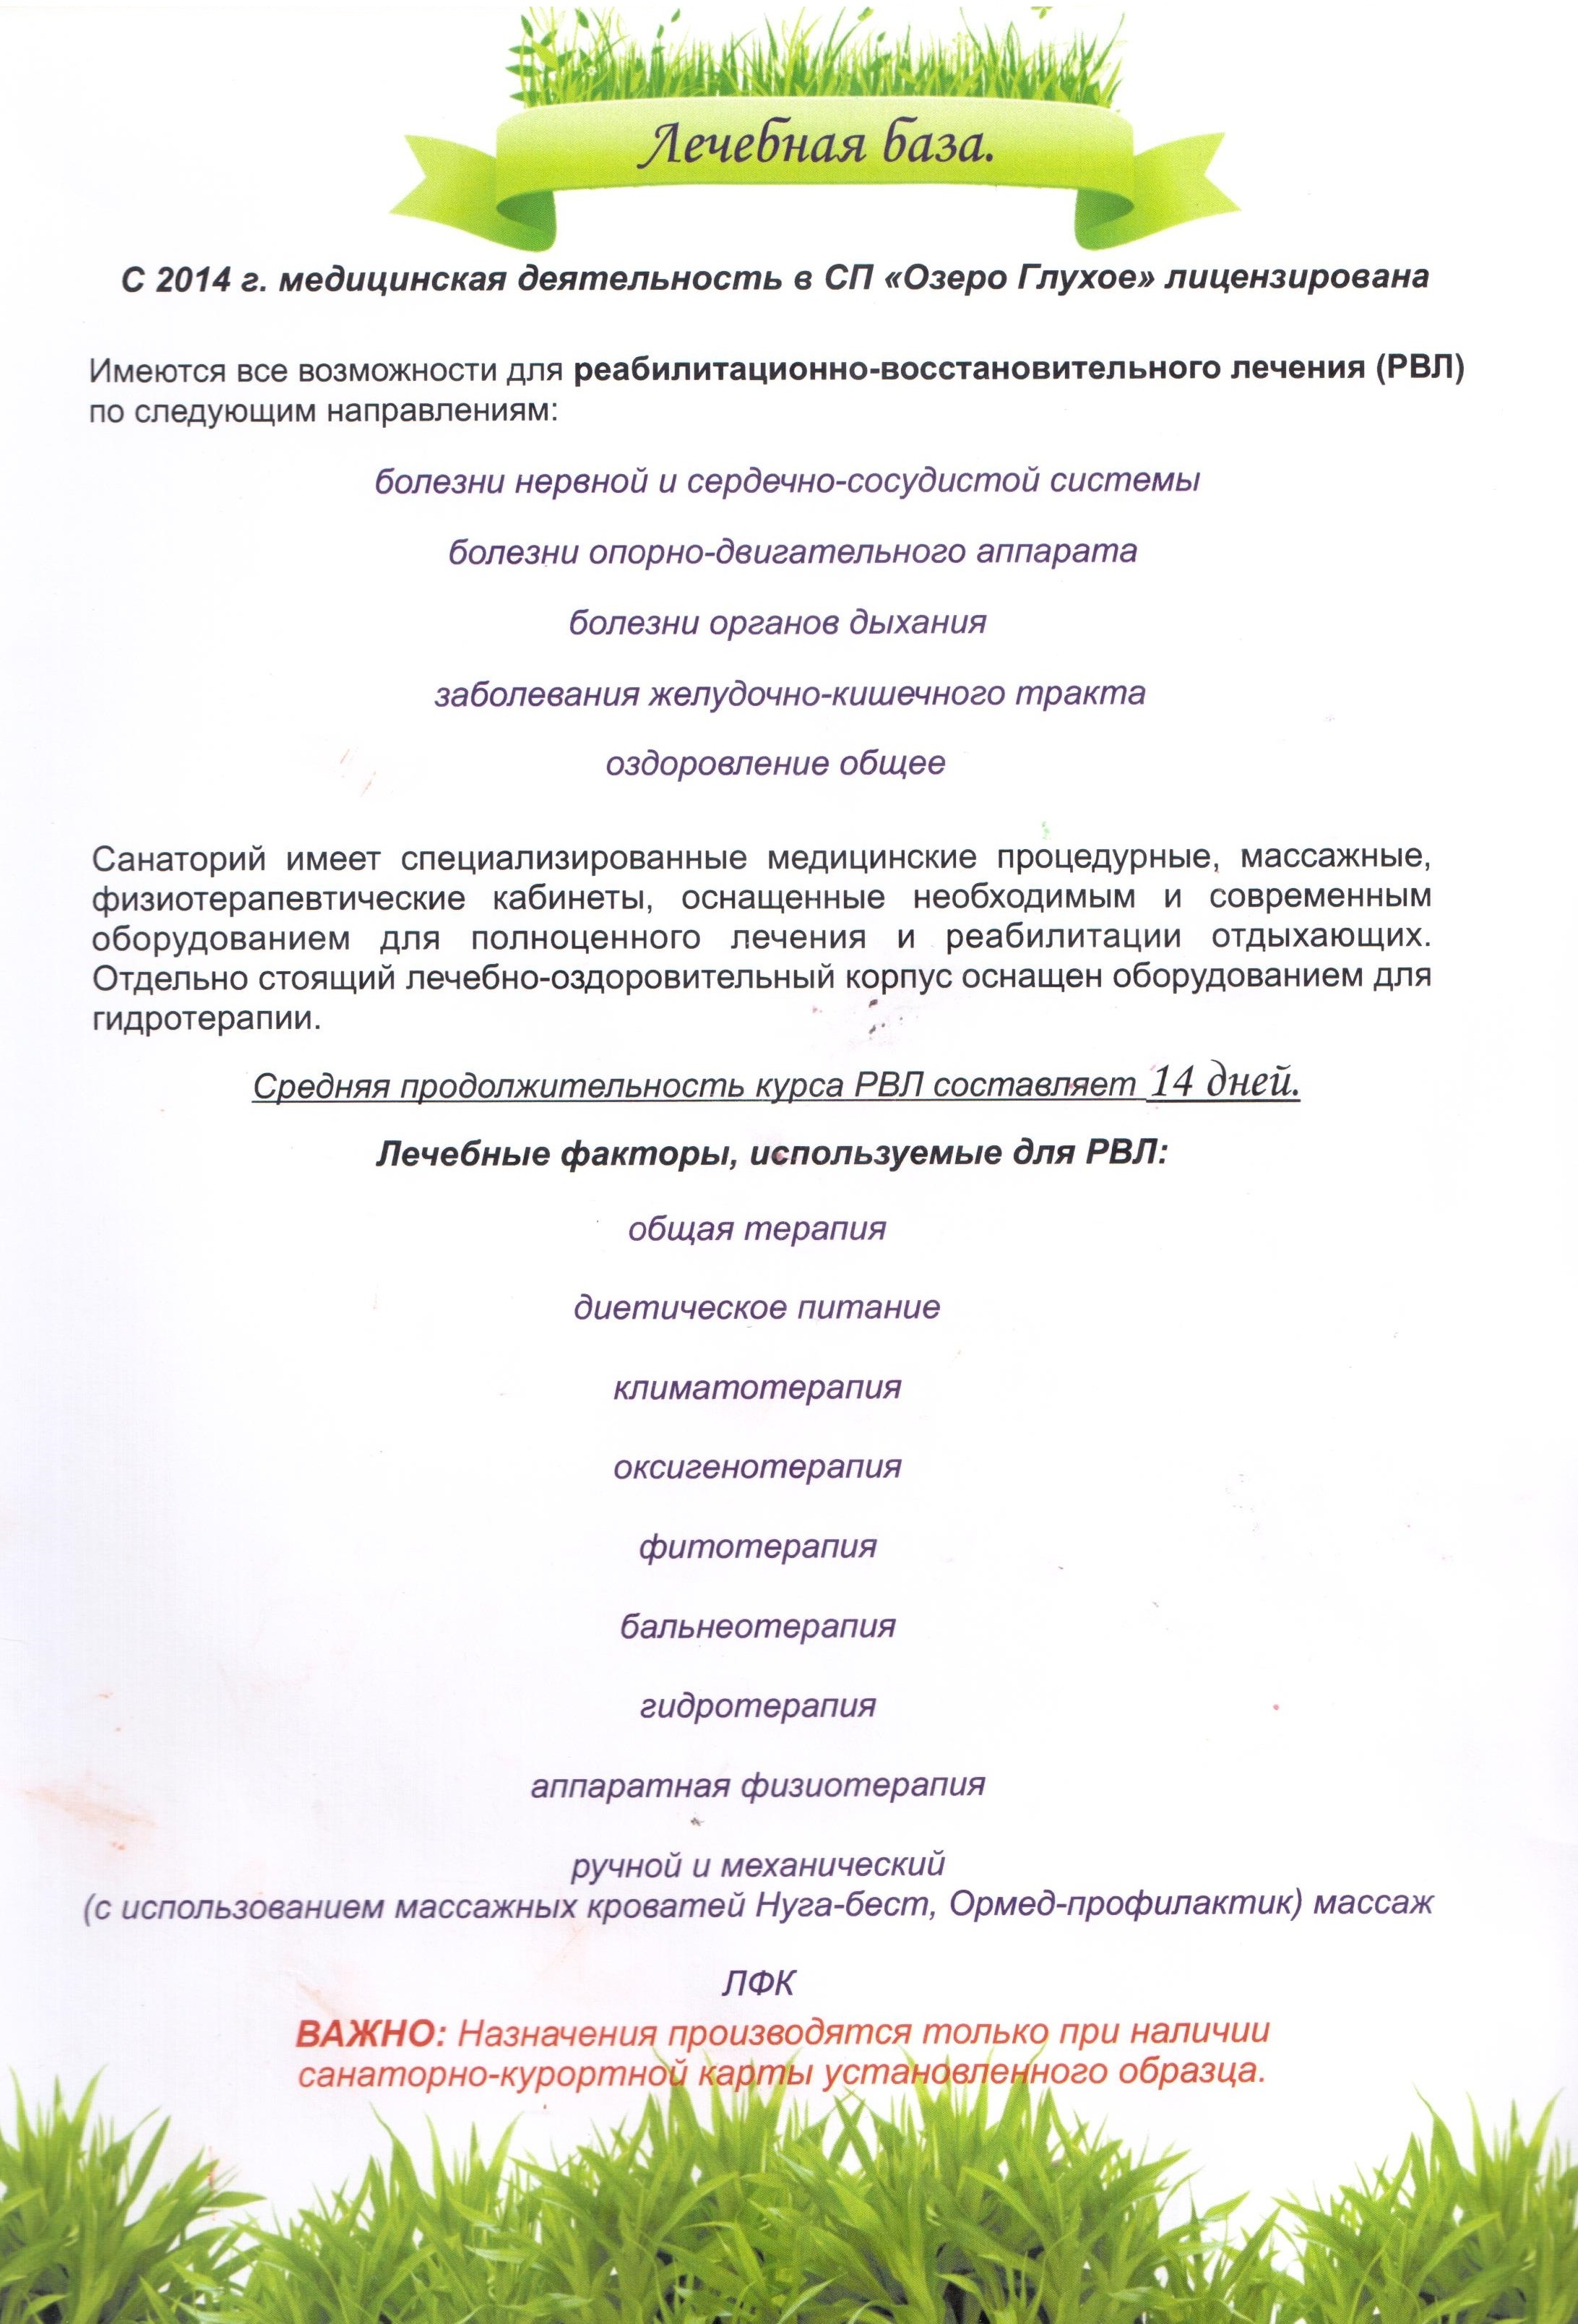 Лечебная база.
С 2014 г. медицинская деятельность в СП «Озеро Глухое» лицензирована
Имеются все возможности для реабилитационно-восстановительного лечения (РВЛ)
по следующим направлениям:
болезни нервной и сердечно-сосудистой системы
болезни опорно-двигательного аппарата
болезни органов дыхания
заболевания желудочно-кишечного тракта
оздоровление общее
Санаторий имеет специализированные медицинские процедурные, массажные,
физиотерапевтические кабинеты, оснащенные необходимым и современным
оборудованием для полноценного лечения и реабилитации отдыхающих.
Отдельно стоящий лечебно-оздоровительный корпус оснащен оборудованием для
гидротерапии.
Средняя продолжительность курса РВЛ составляет 14 дней.
Лечебные факторы, используемые для РВЛ:
общая терапия
диетическое питание
климатотерапия
оксигенотерапия
фитотерапия
бальнеотерапия
гидротерапия
аппаратная физиотерапия
ручной и механический
(с использованием массажных кроватей Нуга-бест, Ормед-профилактик) массаж
ЛФК
ВАЖНО: Назначения производятся только при наличии
санаторно-курортной карты установленного образца.